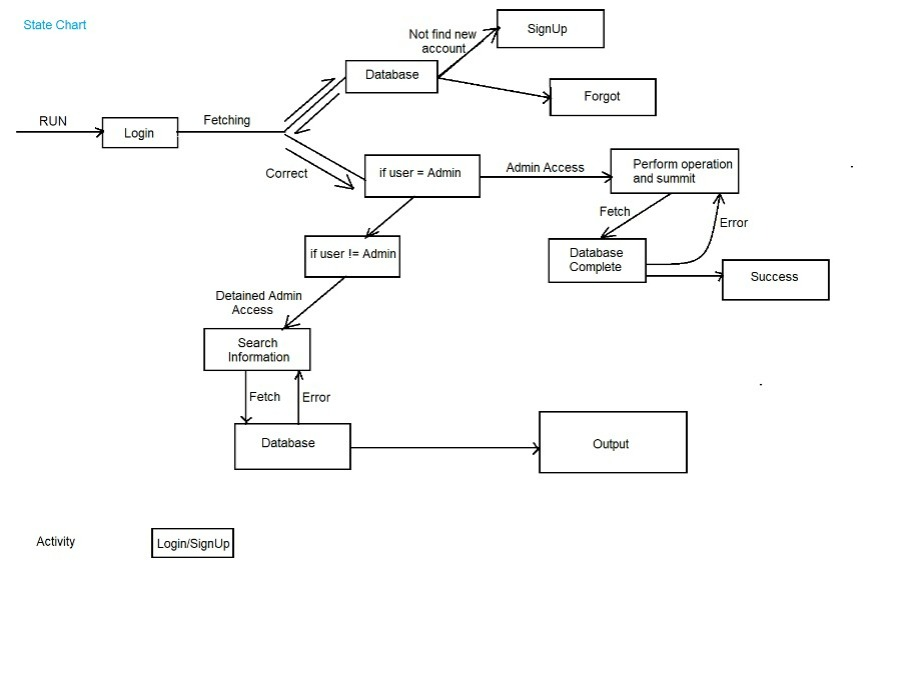 State Chart
Not find new
account
SignUp
Database
Forgot
RUN
Login
Fetching
Correct
if user = Admin
Admin Access
Perform operation
and summit
Fetch
Error
if user != Admin
Database
Complete
Success
Detained Admin
Access
Search
Information
Fetch
Error
Database
Output
Activity
Login/SignUp